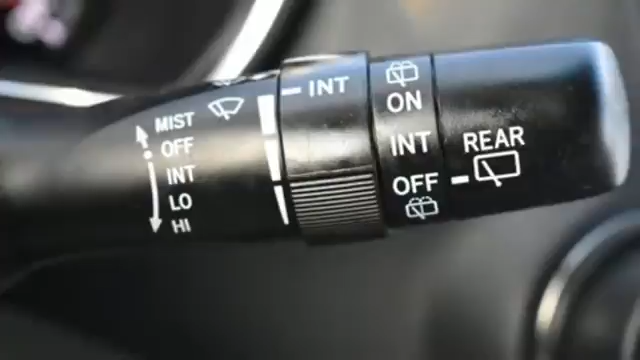 MIST
OFF
INT
LO
HI
INT
ON
INT
OFF
REAR